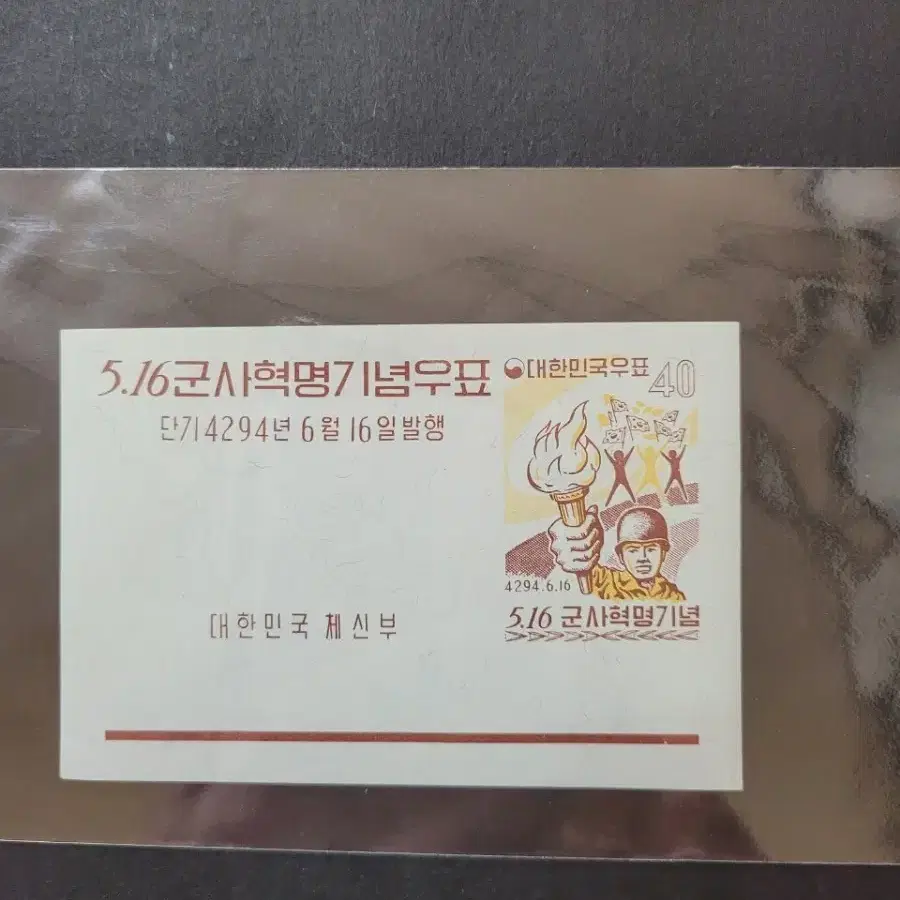 5.16군사혁명기념우표
단기4294년 6월 16일발행
대한민국 체신부
대한민국우표 40
4294.6.16
5.16 군사혁명기념